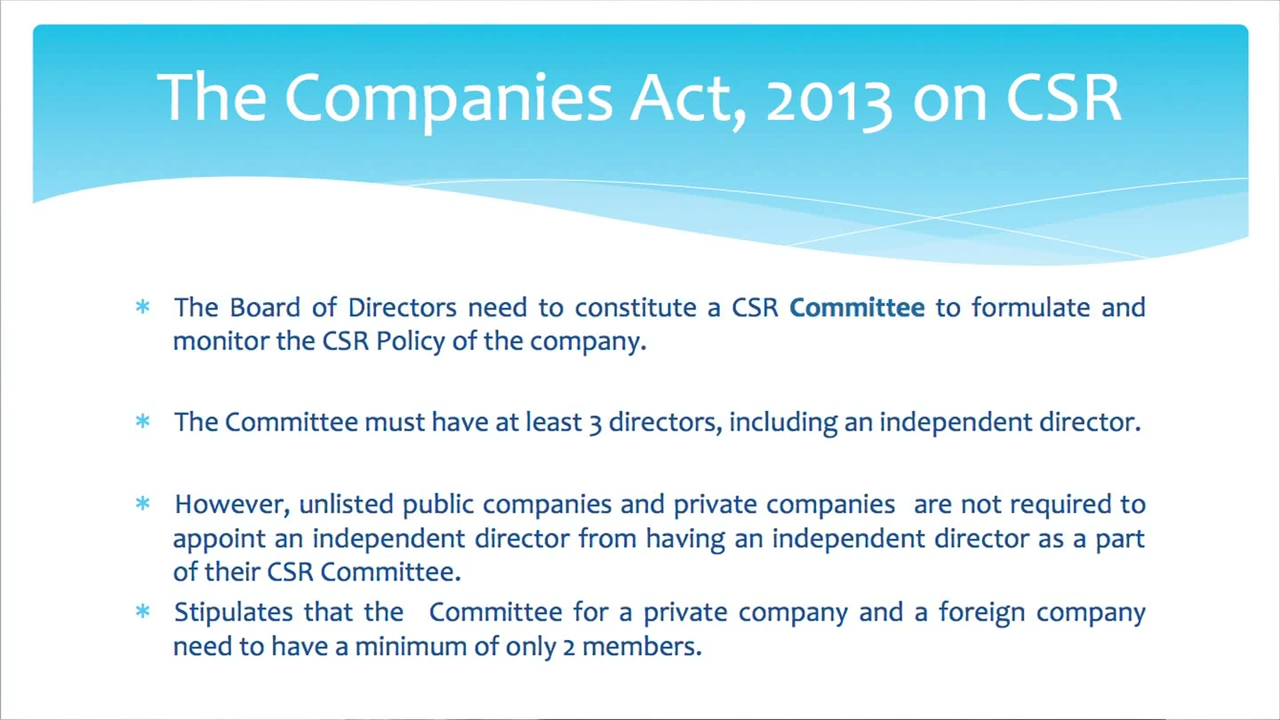 The Companies Act, 2013 on CSR
* The Board of Directors need to constitute a CSR Committee to formulate and
monitor the CSR Policy of the company.
* The Committee must have at least 3 directors, including an independent director.
* However, unlisted public companies and private companies are not required to
appoint an independent director from having an independent director as a part
of their CSR Committee.
* Stipulates that the Committee for a private company and a foreign company
need to have a minimum of only 2 members.